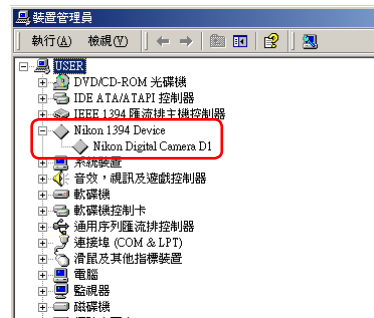 裝置管理員
執行(A) 檢視(V)
USER
DVD/CD-ROM 光碟機
IDE ATA/ATAPI 控制器
IEEE 1394 匯流排主機控制器
Nikon 1394 Device
Nikon Digital Camera D1
系統裝置
音效，視訊及遊戲控制器
軟碟機
軟碟機控制卡
通用序列匯流排控制器
連接埠 (COM & LPT)
滑鼠及其他指標裝置
電腦
監視器
磁碟機